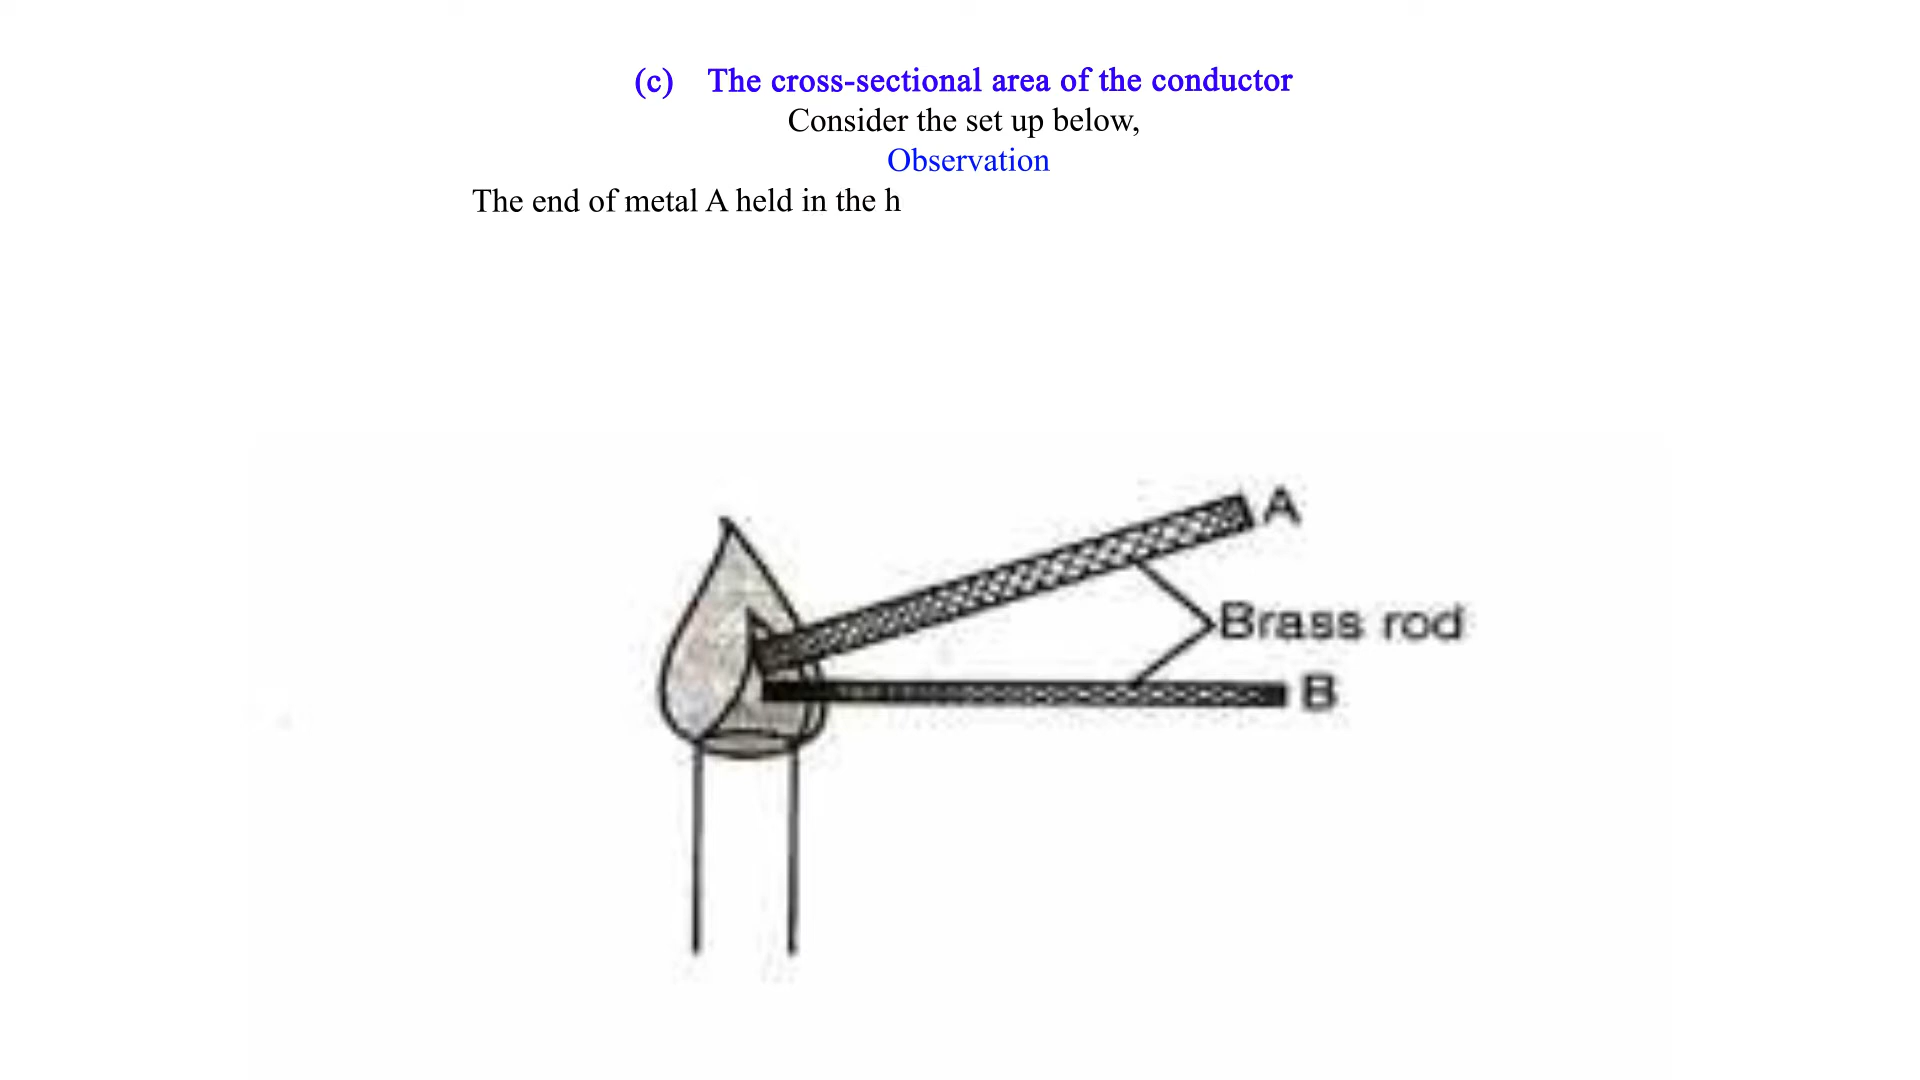 (c) The cross-sectional area of the conductor
Consider the set up below,
Observation
The end of metal A held in the h
A
Brass rod
B